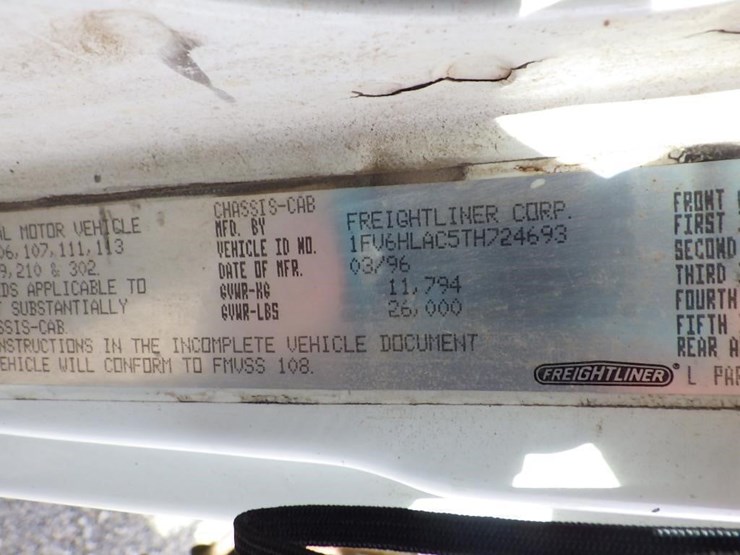 AL MOTOR VEHICLE
06,107,111,113
9,210 & 302.
DS APPLICABLE TO
T SUBSTANTIALLY
SSIS-CAB.
CHASSIS-CAB
MFD. BY FREIGHTLINER CORP.
VEHICLE ID NO. 1FV6HLAC5TH724693
DATE OF MFR. 03/96
GVWR-KG 11,794
GVWR-LBS 26,000
NSTRUCTIONS IN THE INCOMPLETE VEHICLE DOCUMENT
EHICLE WILL CONFORM TO FMVSS 108.
FREIGHTLINER®
FRONT
FIRST
SECOND
THIRD
FOURTH
FIFTH
REAR A
L PAR